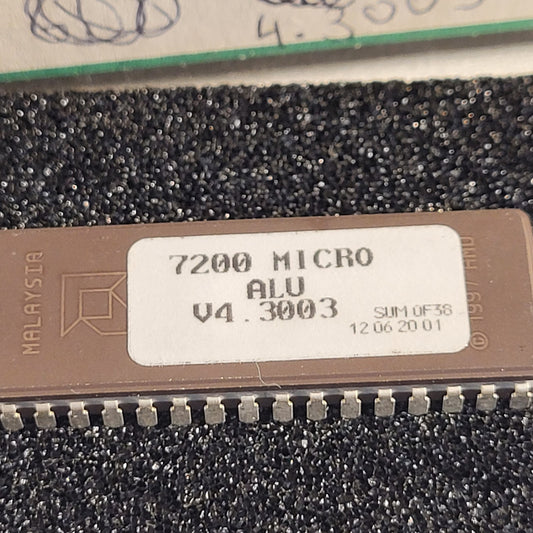 4.3003
MALAYSIA
7200 MICRO
ALU
V4.3003
SUM 0F38
12 06 20 01
© 1997 AMD